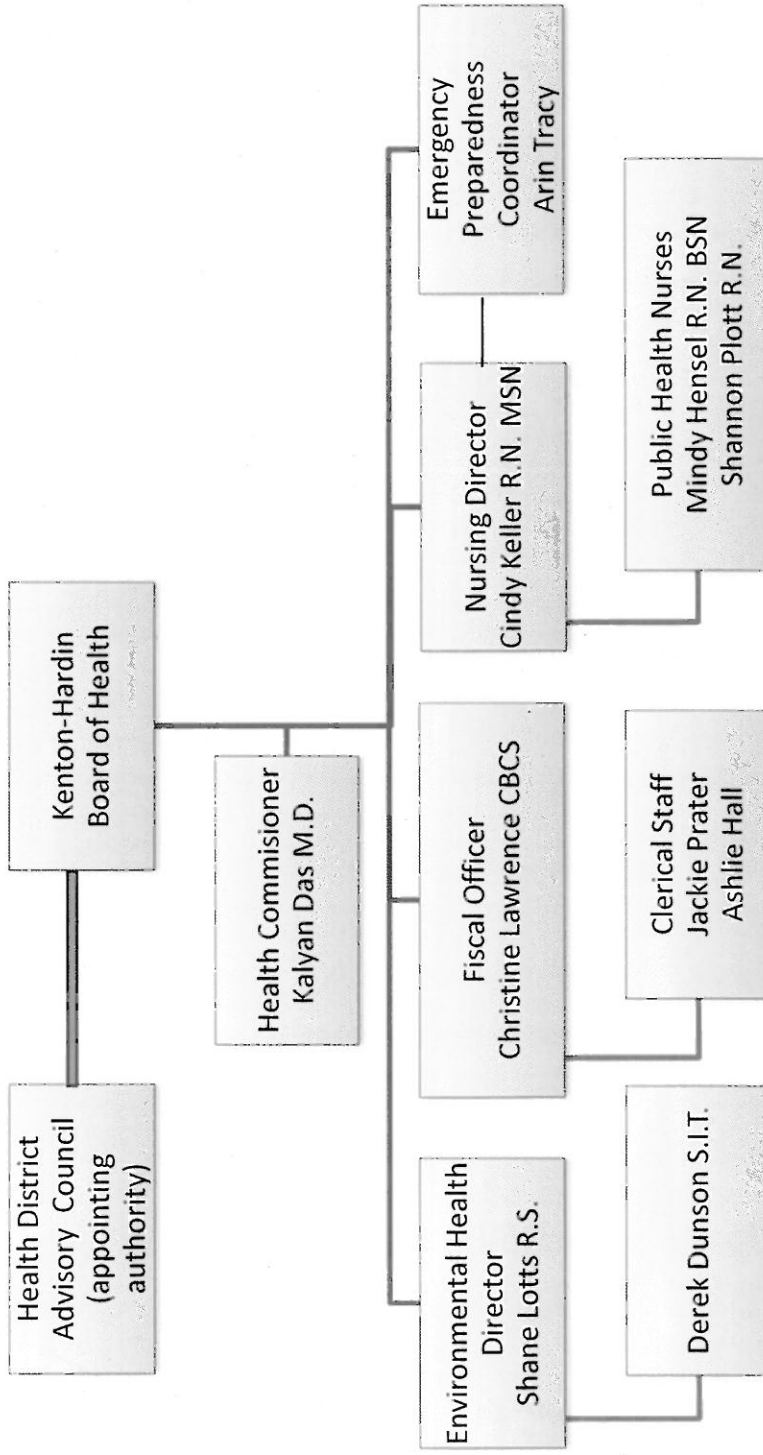 Health District
Advisory Council
(appointing
authority)
Kenton-Hardin
Board of Health
Health Commisioner
Kalyan Das M.D.
Environmental Health
Director
Shane Lotts R.S.
Fiscal Officer
Christine Lawrence CBCS
Nursing Director
Cindy Keller R.N. MSN
Emergency
Preparedness
Coordinator
Arin Tracy
Derek Dunson S.I.T.
Clerical Staff
Jackie Prater
Ashlie Hall
Public Health Nurses
Mindy Hensel R.N. BSN
Shannon Plott R.N.